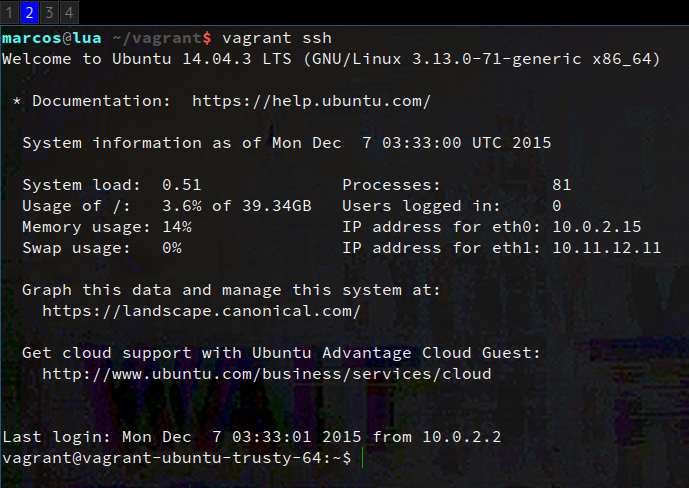 1 2 3 4
marcos@lua ~/vagrant$ vagrant ssh
Welcome to Ubuntu 14.04.3 LTS (GNU/Linux 3.13.0-71-generic x86_64)
* Documentation:  https://help.ubuntu.com/
System information as of Mon Dec  7 03:33:00 UTC 2015
System load:  0.51              Processes:           81
Usage of /:   3.6% of 39.34GB   Users logged in:     0
Memory usage: 14%               IP address for eth0: 10.0.2.15
Swap usage:   0%                IP address for eth1: 10.11.12.11
Graph this data and manage this system at:
https://landscape.canonical.com/
Get cloud support with Ubuntu Advantage Cloud Guest:
http://www.ubuntu.com/business/services/cloud
Last login: Mon Dec  7 03:33:01 2015 from 10.0.2.2
vagrant@vagrant-ubuntu-trusty-64:~$